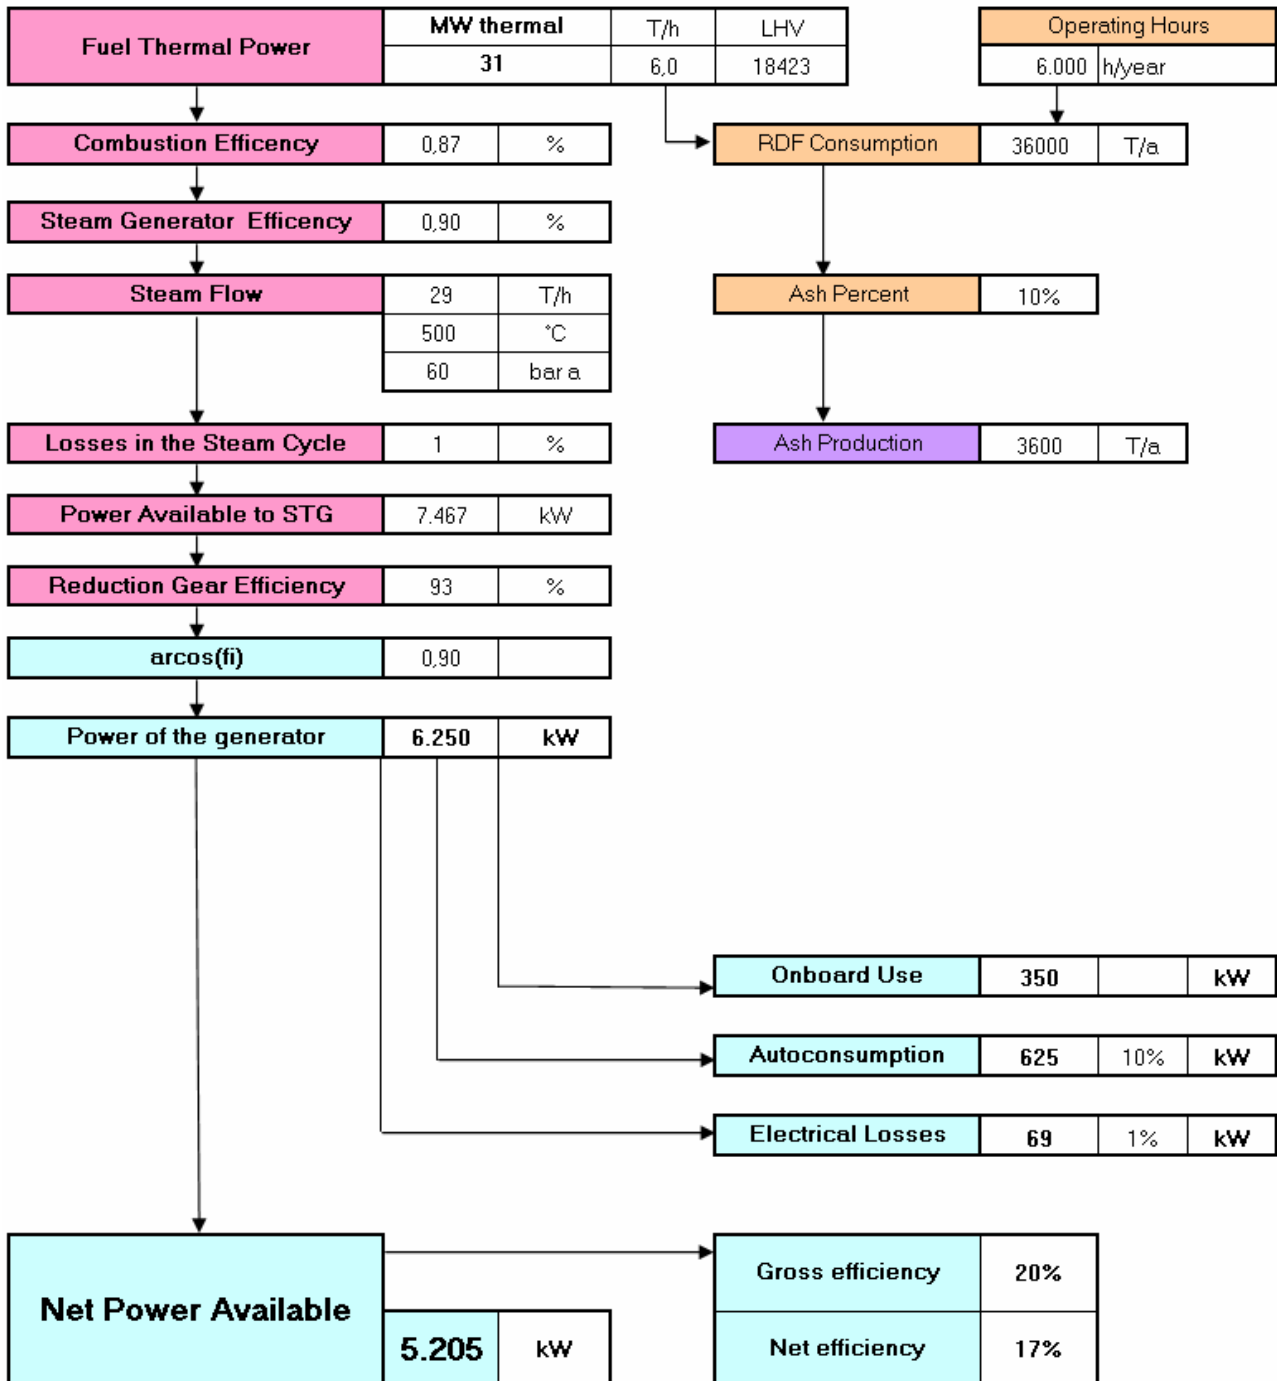 Fuel Thermal Power MW thermal T/h LHV
31 6,0 18423
Operating Hours
6.000 h/year
Combustion Efficency 0,87 %
RDF Consumption 36000 T/a
Steam Generator Efficency 0,90 %
Steam Flow 29 T/h
500 °C
60 bar a
Ash Percent 10%
Losses in the Steam Cycle 1 %
Ash Production 3600 T/a
Power Available to STG 7.467 kW
Reduction Gear Efficiency 93 %
arcos(fi) 0,90
Power of the generator 6.250 kW
Onboard Use 350 kW
Autoconsumption 625 10% kW
Electrical Losses 69 1% kW
Net Power Available 5.205 kW
Gross efficiency 20%
Net efficiency 17%